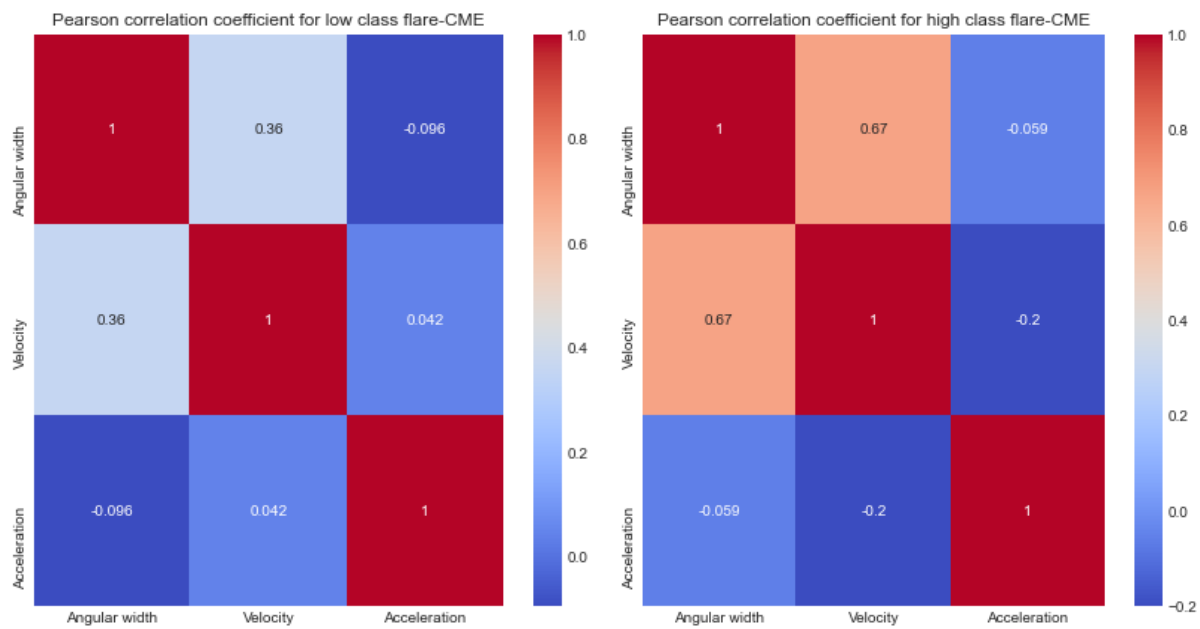 Pearson correlation coefficient for low class flare-CME
Angular width
1
0.36
-0.096
Velocity
0.36
1
0.042
Acceleration
-0.096
0.042
1
Angular width
Velocity
Acceleration
1.0
0.8
0.6
0.4
0.2
0.0
Pearson correlation coefficient for high class flare-CME
Angular width
1
0.67
-0.059
Velocity
0.67
1
-0.2
Acceleration
-0.059
-0.2
1
Angular width
Velocity
Acceleration
1.0
0.8
0.6
0.4
0.2
0.0
−0.2